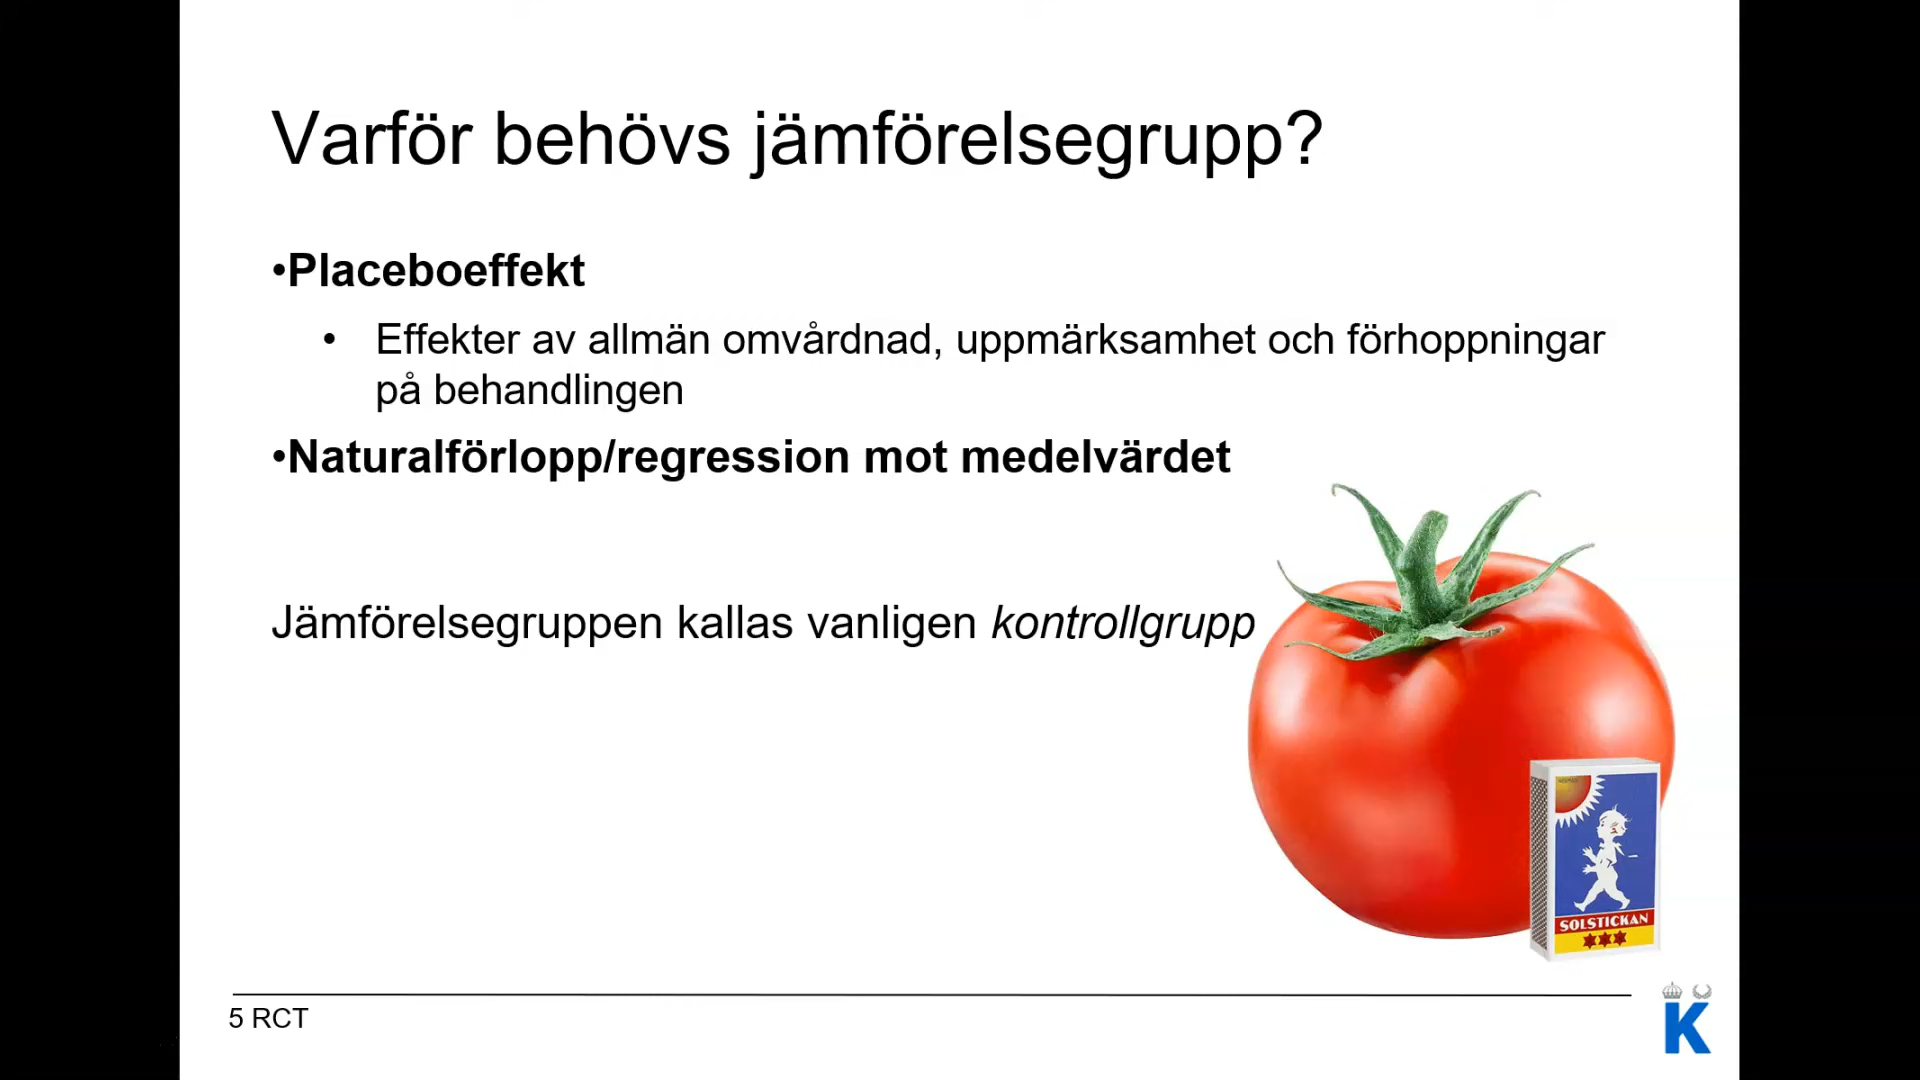 Varför behövs jämförelsegrupp?
•Placeboeffekt
• Effekter av allmän omvårdnad, uppmärksamhet och förhoppningar
på behandlingen
•Naturalförlopp/regression mot medelvärdet
Jämförelsegruppen kallas vanligen kontrollgrupp
SOLSTICKAN
5 RCT
K